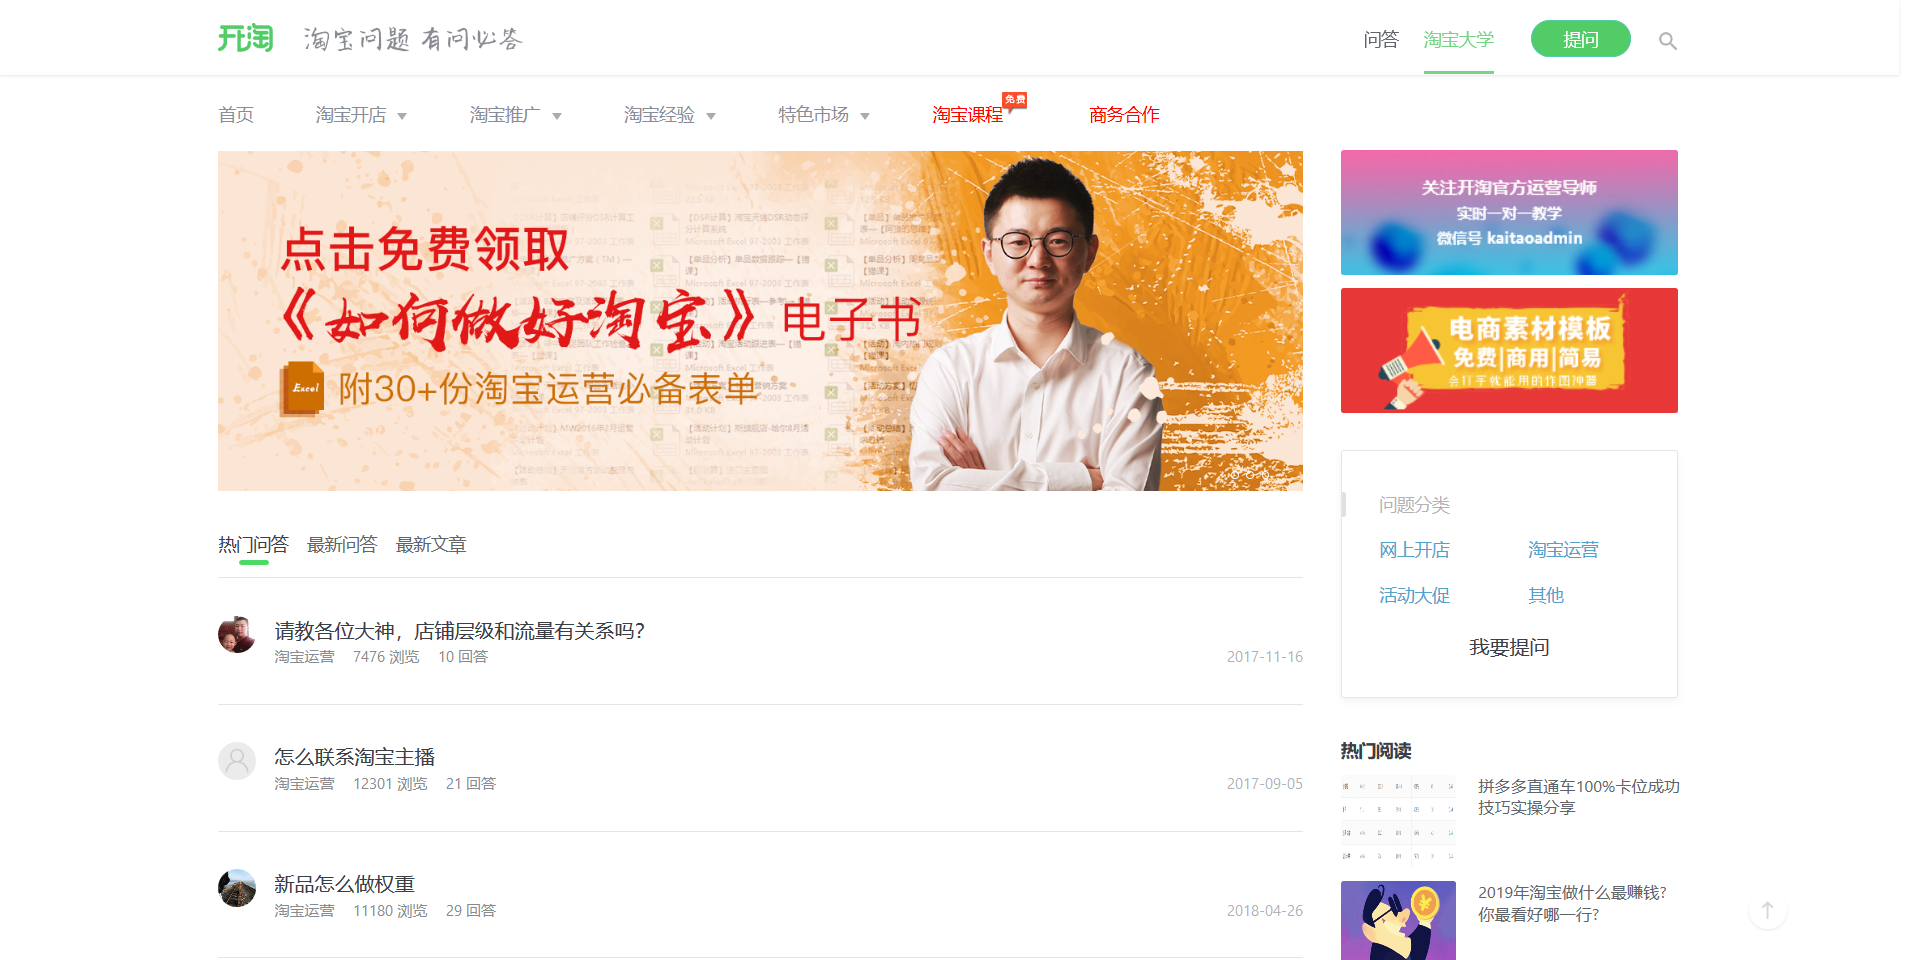 开淘
淘宝问题 有问必答
问答
淘宝大学
提问
首页
淘宝开店
淘宝推广
淘宝经验
特色市场
淘宝课程
免费
商务合作
点击免费领取
《如何做好淘宝》电子书
Excel
附30+份淘宝运营必备表单
关注开淘官方运营导师
实时一对一教学
微信号 kaitaoadmin
电商素材模板
免费|商用|简易
会打字就能用的作图神器
问题分类
网上开店
淘宝运营
活动大促
其他
我要提问
热门问答
最新问答
最新文章
请教各位大神，店铺层级和流量有关系吗？
淘宝运营 7476 浏览 10 回答
2017-11-16
怎么联系淘宝主播
淘宝运营 12301 浏览 21 回答
2017-09-05
新品怎么做权重
淘宝运营 11180 浏览 29 回答
2018-04-26
热门阅读
拼多多直通车100%卡位成功
技巧实操分享
2019年淘宝做什么最赚钱?
你最看好哪一行?